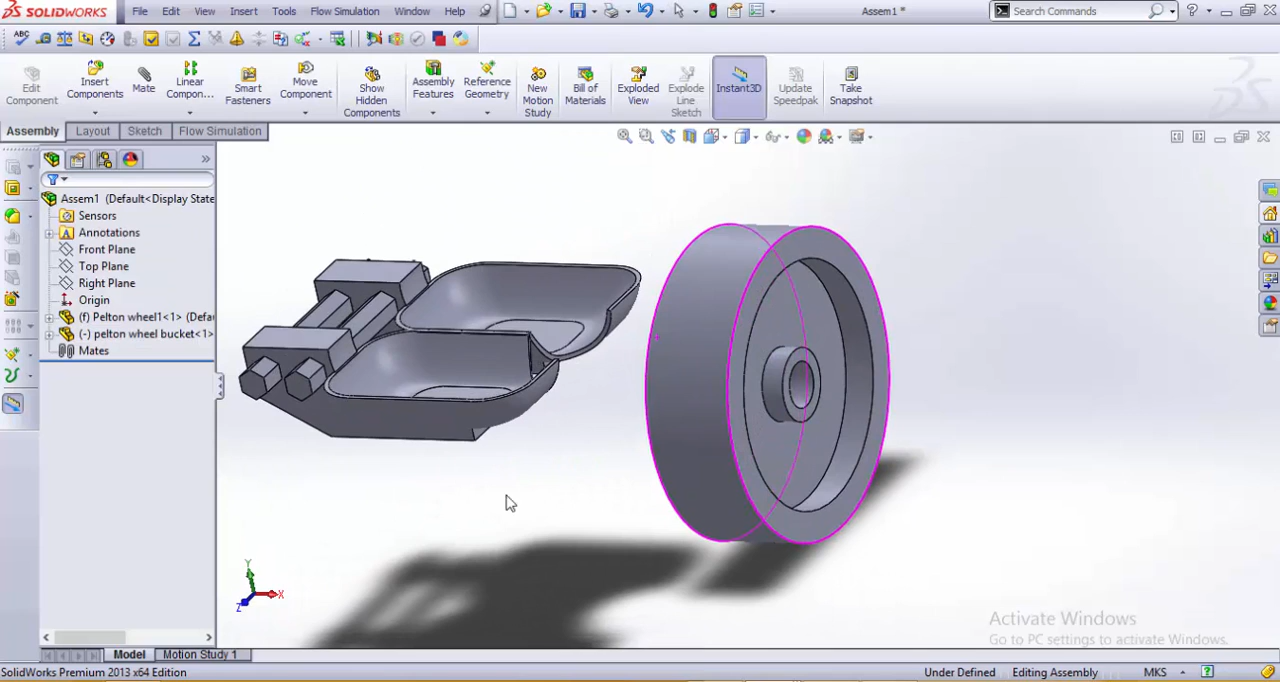 SOLIDWORKS File Edit View Insert Tools Flow Simulation Window Help Assem1 * Search Commands
Edit Component
Insert Components
Mate
Linear Compon...
Smart Fasteners
Move Component
Show Hidden Components
Assembly Features
Reference Geometry
New Motion Study
Bill of Materials
Exploded View
Explode Line Sketch
Instant3D
Update Speedpak
Take Snapshot
Assembly Layout Sketch Flow Simulation
Assem1 (Default<Display State
Sensors
Annotations
Front Plane
Top Plane
Right Plane
Origin
(f) Pelton wheel1<1> (Defau
(-) pelton wheel bucket<1>
Mates
Y
X
Z
Activate Windows
Go to PC settings to activate Windows.
Model Motion Study 1
SolidWorks Premium 2013 x64 Edition Under Defined Editing Assembly MKS